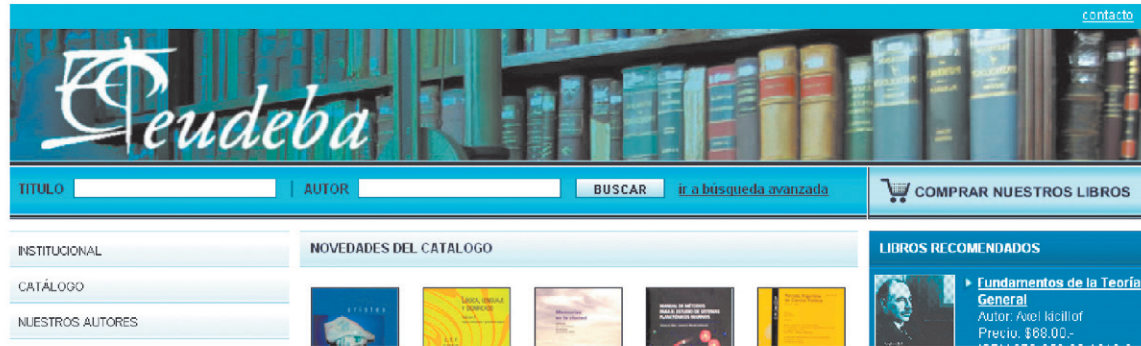 contacto
eudeba
TITULO | AUTOR BUSCAR ir a búsqueda avanzada COMPRAR NUESTROS LIBROS
INSTITUCIONAL
CATÁLOGO
NUESTROS AUTORES
NOVEDADES DEL CATALOGO
LIBROS RECOMENDADOS
Fundamentos de la Teoría
General
Autor: Axel kicillof
Precio: $68.00.-